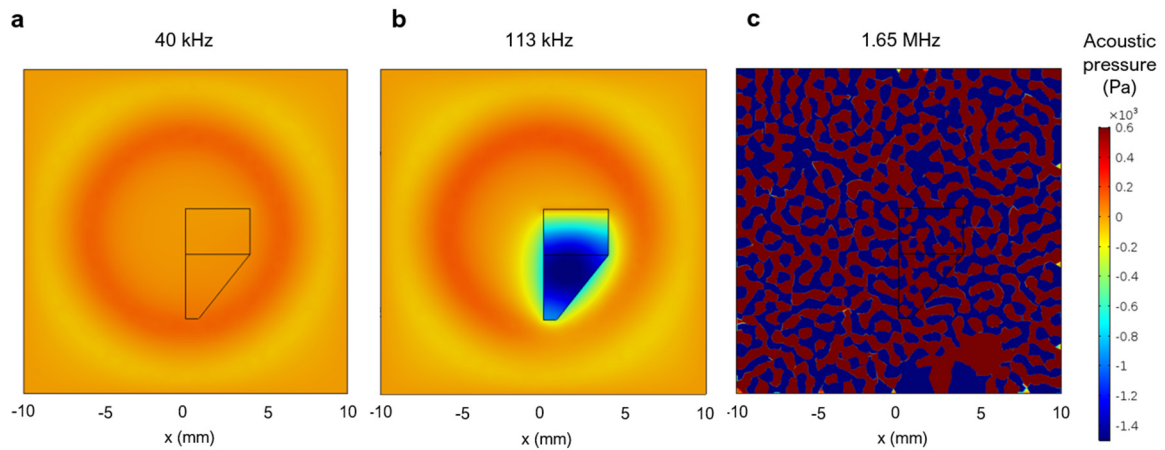 a
b
c
40 kHz
113 kHz
1.65 MHz
Acoustic
pressure
(Pa)
×10³
0.6
0.4
0.2
0
-0.2
-0.4
-0.6
-0.8
-1
-1.2
-1.4
-10 -5 0 5 10
x (mm)
-10 -5 0 5 10
x (mm)
-10 -5 0 5 10
x (mm)